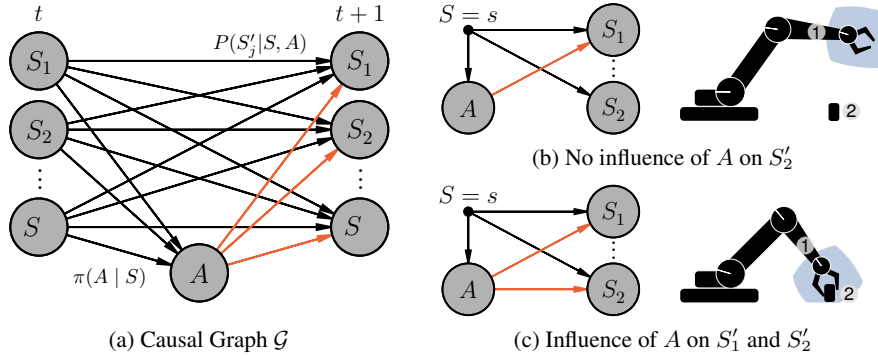 t
t + 1
S₁
P(S′ⱼ|S, A)
S₁
S₂
S₂
⋮
⋮
S
S
A
π(A | S)
(a) Causal Graph 𝒢
S = s
S₁
A
⋮
S₂
1
2
(b) No influence of A on S′₂
S = s
S₁
A
⋮
S₂
1
2
(c) Influence of A on S′₁ and S′₂